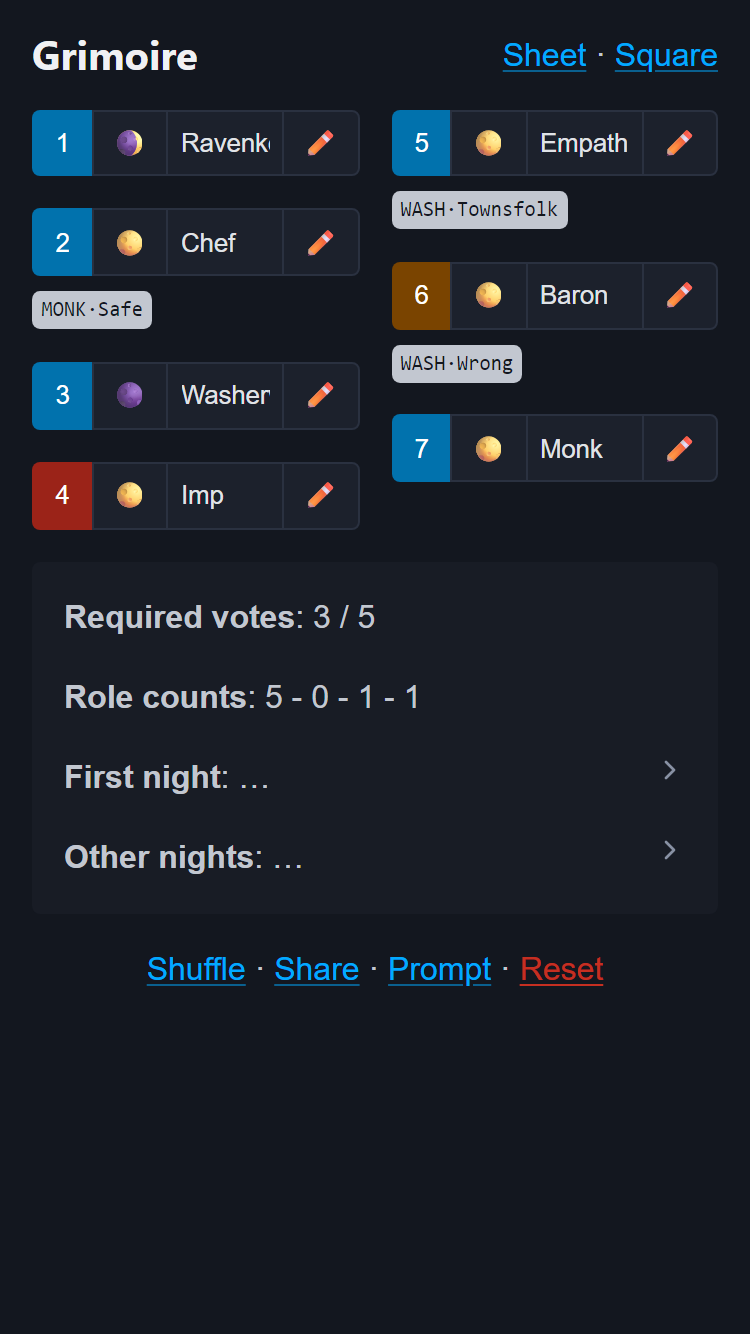 Grimoire
Sheet · Square
1 Ravenk
2 Chef
MONK·Safe
3 Washer
4 Imp
5 Empath
WASH·Townsfolk
6 Baron
WASH·Wrong
7 Monk
Required votes: 3 / 5
Role counts: 5 - 0 - 1 - 1
First night: …
Other nights: …
Shuffle · Share · Prompt · Reset